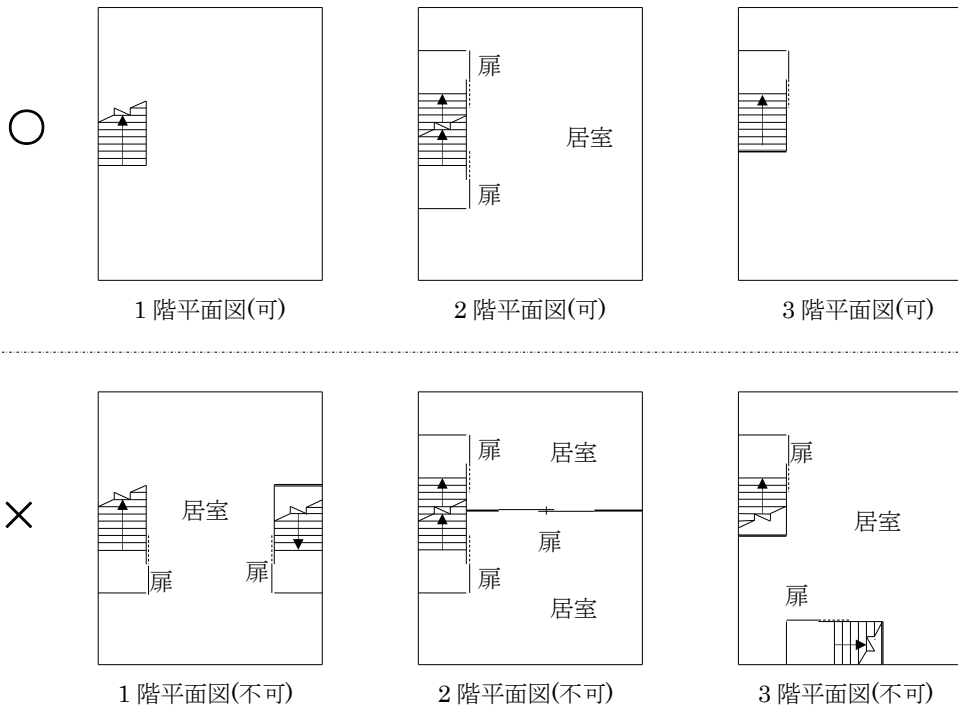 ○
扉
居室
扉
1 階平面図(可)
2 階平面図(可)
3 階平面図(可)
×
居室
扉
扉
1 階平面図(不可)
扉
居室
扉
扉
居室
2 階平面図(不可)
扉
居室
扉
3 階平面図(不可)